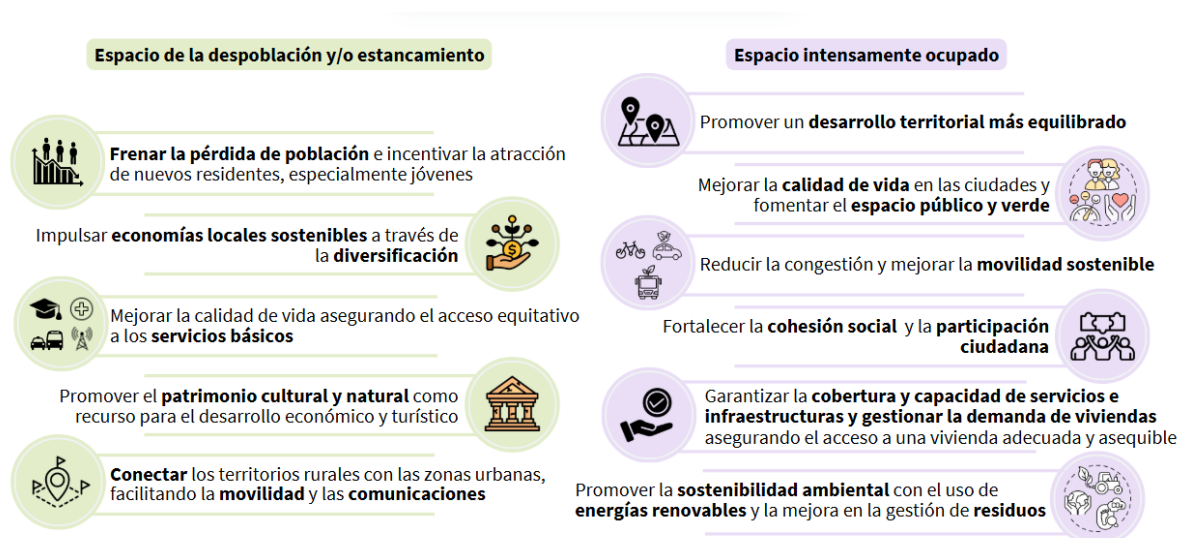 Espacio de la despoblación y/o estancamiento
Frenar la pérdida de población e incentivar la atracción
de nuevos residentes, especialmente jóvenes
Impulsar economías locales sostenibles a través de
la diversificación
Mejorar la calidad de vida asegurando el acceso equitativo
a los servicios básicos
Promover el patrimonio cultural y natural como
recurso para el desarrollo económico y turístico
Conectar los territorios rurales con las zonas urbanas,
facilitando la movilidad y las comunicaciones
Espacio intensamente ocupado
Promover un desarrollo territorial más equilibrado
Mejorar la calidad de vida en las ciudades y
fomentar el espacio público y verde
Reducir la congestión y mejorar la movilidad sostenible
Fortalecer la cohesión social y la participación
ciudadana
Garantizar la cobertura y capacidad de servicios e
infraestructuras y gestionar la demanda de viviendas
asegurando el acceso a una vivienda adecuada y asequible
Promover la sostenibilidad ambiental con el uso de
energías renovables y la mejora en la gestión de residuos